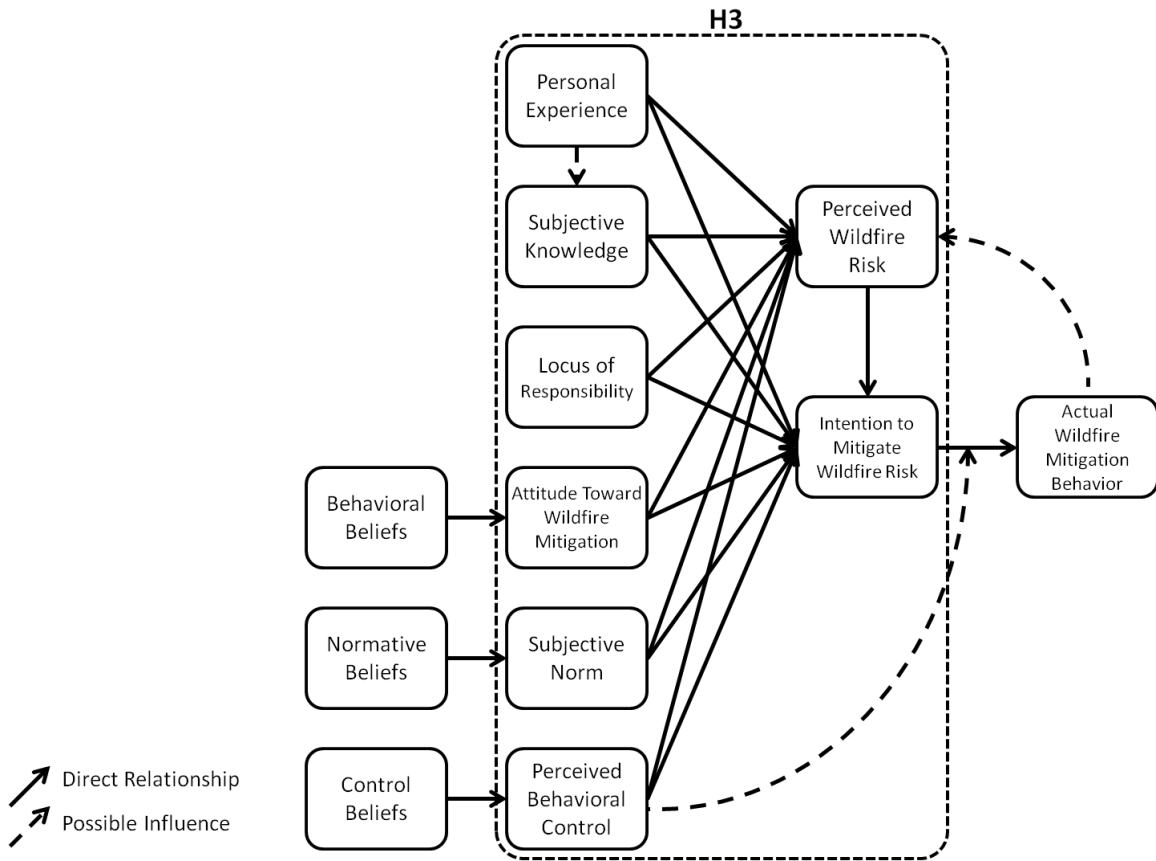 H3
Personal
Experience
Subjective
Knowledge
Perceived
Wildfire
Risk
Locus of
Responsibility
Intention to
Mitigate
Wildfire Risk
Actual
Wildfire
Mitigation
Behavior
Behavioral
Beliefs
Attitude Toward
Wildfire
Mitigation
Normative
Beliefs
Subjective
Norm
Control
Beliefs
Perceived
Behavioral
Control
Direct Relationship
Possible Influence